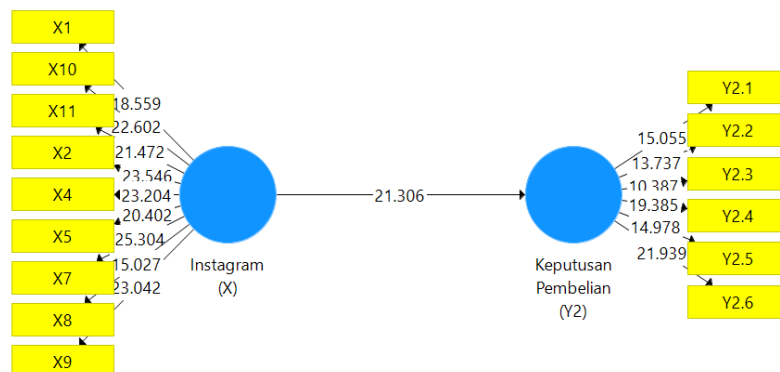 X1
X10
X11
X2
X4
X5
X7
X8
X9
18.559
22.602
21.472
23.546
23.204
20.402
25.304
15.027
23.042
Instagram
(X)
21.306
Keputusan
Pembelian
(Y2)
15.055
13.737
10.387
19.385
14.978
21.939
Y2.1
Y2.2
Y2.3
Y2.4
Y2.5
Y2.6